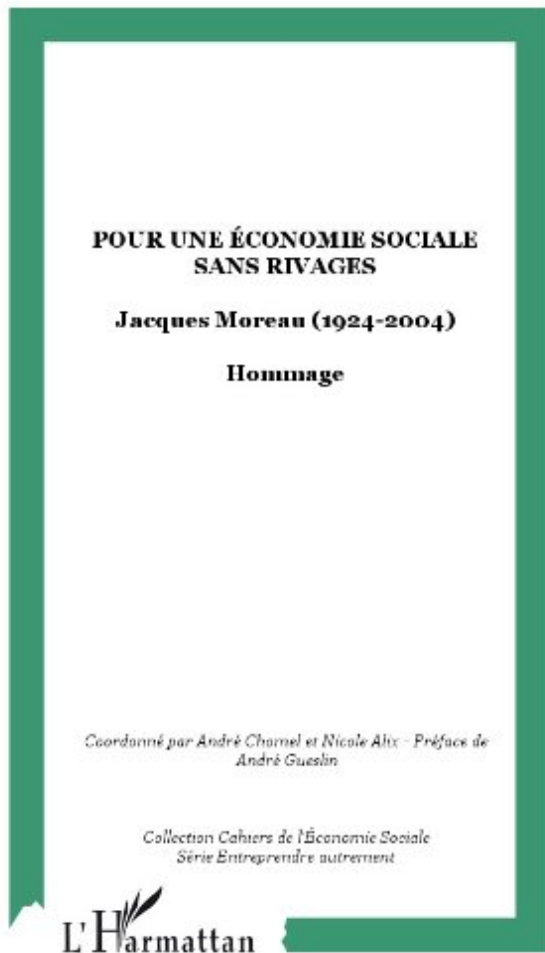 POUR UNE ÉCONOMIE SOCIALE
SANS RIVAGES
Jacques Moreau (1924-2004)
Hommage
Coordonné par André Chomel et Nicole Alix - Préface de
André Gueslin
Collection Cahiers de l'Économie Sociale
Série Entreprendre autrement
L'Harmattan